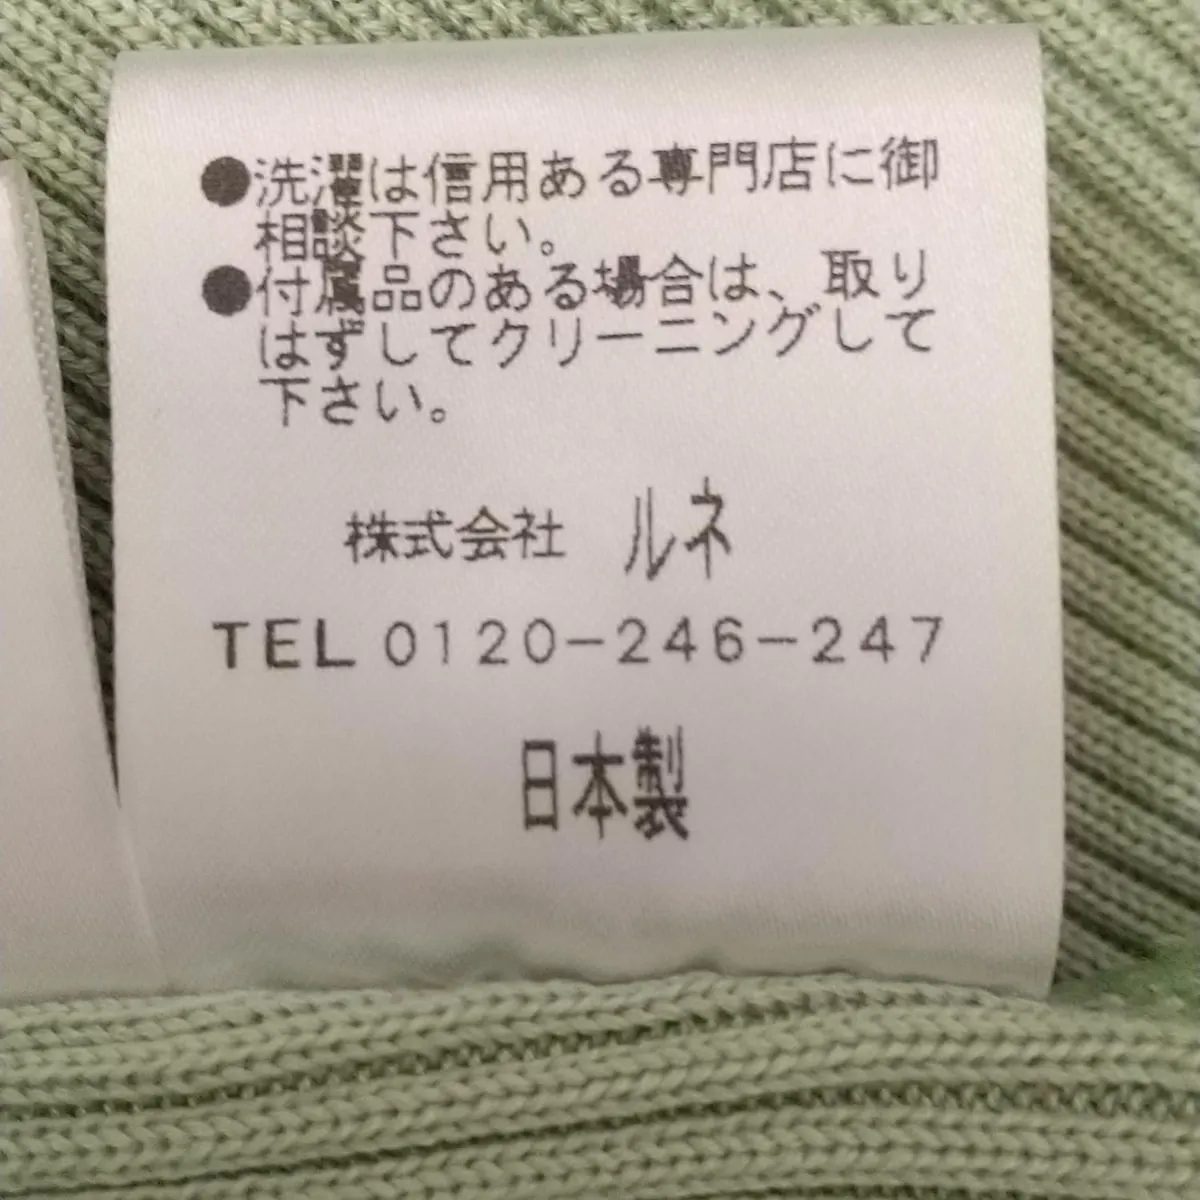 ●洗濯は信用ある専門店に御
相談下さい。
●付属品のある場合は、取り
はずしてクリーニングして
下さい。
株式会社 ルネ
TEL 0120-246-247
日本製